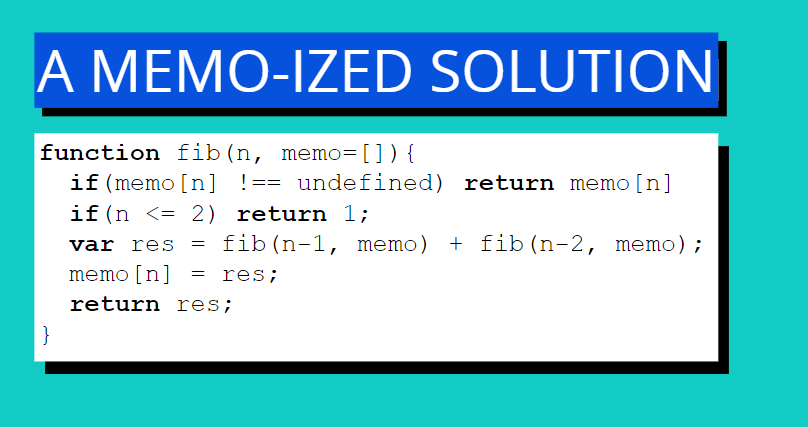 A MEMO-IZED SOLUTION
function fib(n, memo=[]){
  if(memo[n] !== undefined) return memo[n]
  if(n <= 2) return 1;
  var res = fib(n-1, memo) + fib(n-2, memo);
  memo[n] = res;
  return res;
}